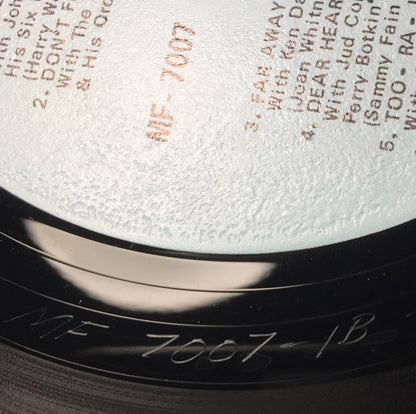 His Six
(Harry W
2. DON'T F
With The
& His Orc
MF - 7007
3. FAR AWAY
With Ken Da
(Joan Whitn
4. DEAR HEAR
With Jud Co
Perry Botkin
(Sammy Fain
5. TOO - RA -
MF 7007-1B